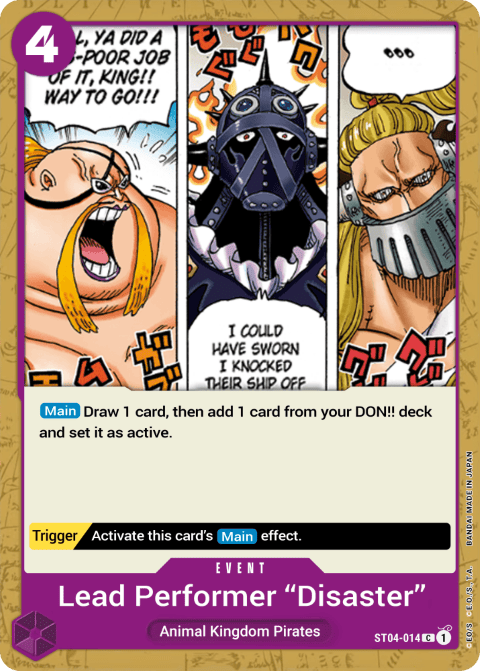 4
L, YA DID A
-POOR JOB
OF IT, KING!!
WAY TO GO!!!
I COULD
HAVE SWORN
I KNOCKED
THEIR SHIP OFF
Main Draw 1 card, then add 1 card from your DON!! deck
and set it as active.
Trigger Activate this card's Main effect.
EVENT
Lead Performer “Disaster”
Animal Kingdom Pirates
ST04-014 C 1
BANDAI MADE IN JAPAN
©E.O./S. ©E.O./S., T.A.